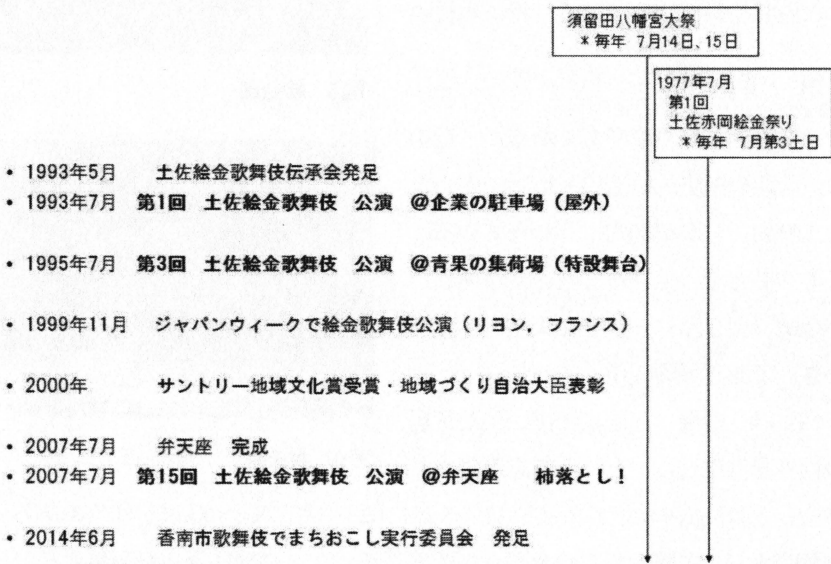 須留田八幡宮大祭
＊毎年 7月14日、15日
1977年7月
第1回
土佐赤岡絵金祭り
＊毎年 7月第3土日
• 1993年5月 土佐絵金歌舞伎伝承会発足
• 1993年7月 第1回 土佐絵金歌舞伎 公演 @企業の駐車場（屋外）
• 1995年7月 第3回 土佐絵金歌舞伎 公演 @青果の集荷場（特設舞台）
• 1999年11月 ジャパンウィークで絵金歌舞伎公演（リヨン，フランス）
• 2000年 サントリー地域文化賞受賞・地域づくり自治大臣表彰
• 2007年7月 弁天座 完成
• 2007年7月 第15回 土佐絵金歌舞伎 公演 @弁天座 柿落とし！
• 2014年6月 香南市歌舞伎でまちおこし実行委員会 発足